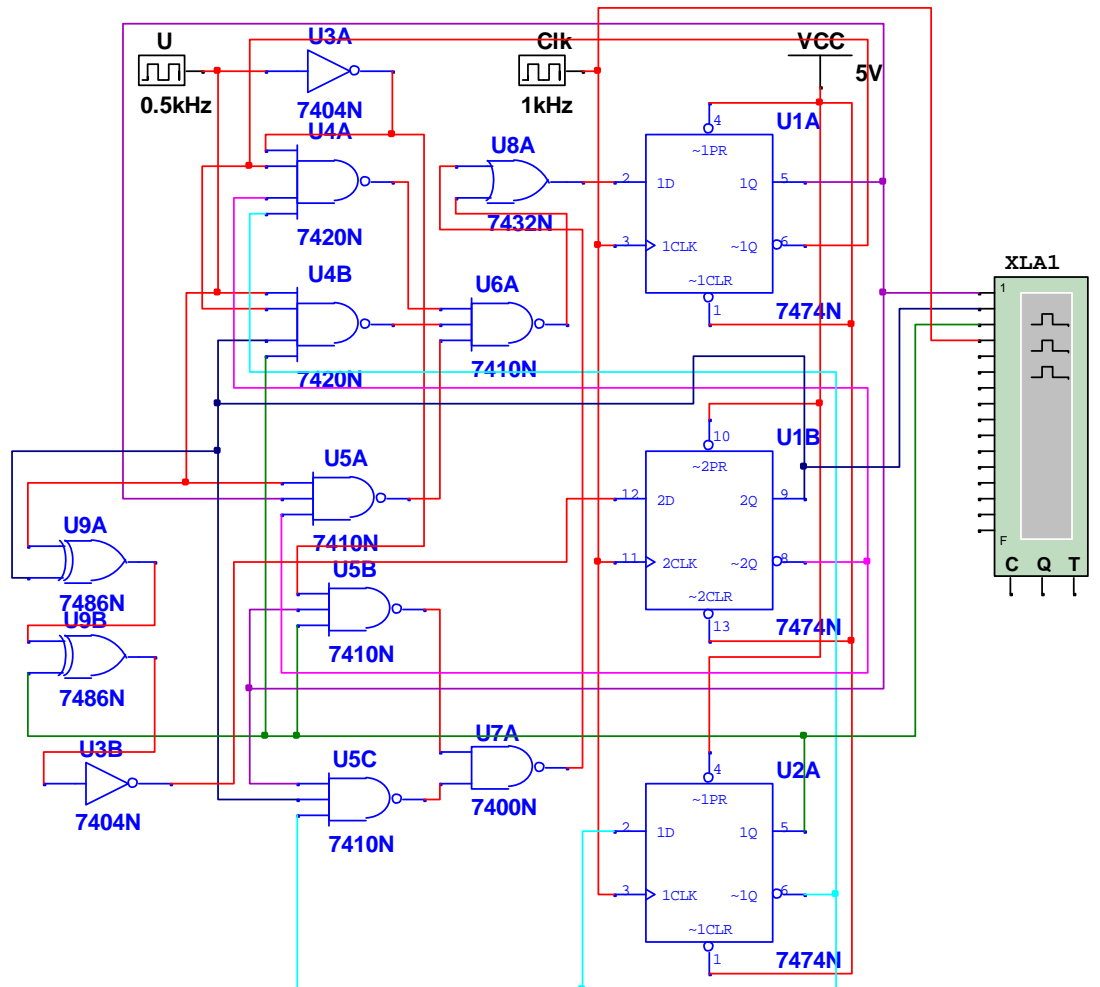 U
0.5kHz
U3A
7404N
Clk
1kHz
VCC
5V
U4A
7420N
U8A
7432N
U1A
4
~1PR
2
1D
1Q
5
3
1CLK
~1Q
6
~1CLR
1
7474N
XLA1
1
F
C Q T
U4B
7420N
U6A
7410N
U1B
10
~2PR
12
2D
2Q
9
11
2CLK
~2Q
8
~2CLR
13
7474N
U5A
7410N
U9A
7486N
U5B
7410N
U9B
7486N
U3B
7404N
U5C
7410N
U7A
7400N
U2A
4
~1PR
2
1D
1Q
5
3
1CLK
~1Q
6
~1CLR
1
7474N